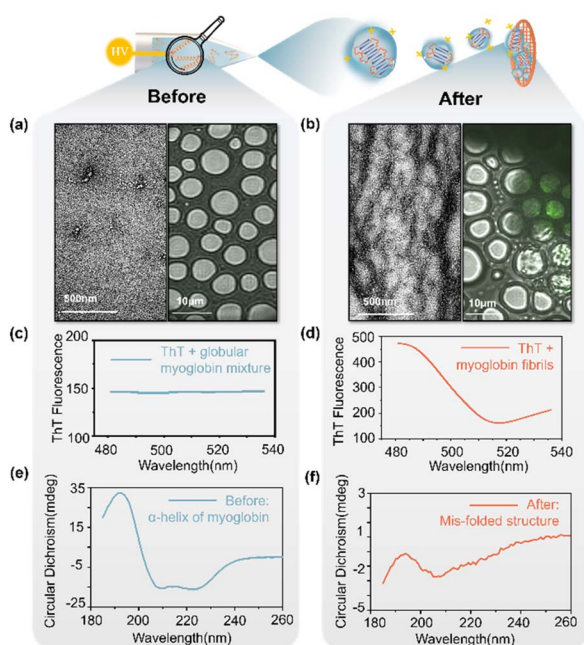 HV
Before
After
(a)
500nm
10μm
(b)
500nm
10μm
(c)
ThT Fluorescence
200
150
100
ThT + globular
myoglobin mixture
480
500
520
540
Wavelength(nm)
(d)
ThT Fluorescence
500
400
300
200
100
ThT +
myoglobin fibrils
480
500
520
540
Wavelength(nm)
(e)
Circular Dichroism(mdeg)
35
15
-5
-25
Before:
α-helix of myoglobin
180
200
220
240
260
Wavelength(nm)
(f)
Circular Dichroism(mdeg)
3
1
-2
-5
After:
Mis-folded structure
180
200
220
240
260
Wavelength(nm)